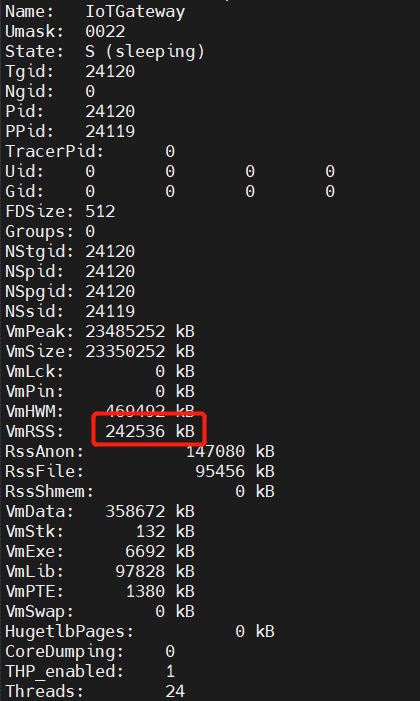 Name: IoTGateway
Umask: 0022
State: S (sleeping)
Tgid: 24120
Ngid: 0
Pid: 24120
PPid: 24119
TracerPid: 0
Uid: 0 0 0 0
Gid: 0 0 0 0
FDSize: 512
Groups: 0
NStgid: 24120
NSpid: 24120
NSpgid: 24120
NSsid: 24119
VmPeak: 23485252 kB
VmSize: 23350252 kB
VmLck: 0 kB
VmPin: 0 kB
VmHWM: 469492 kB
VmRSS: 242536 kB
RssAnon: 147080 kB
RssFile: 95456 kB
RssShmem: 0 kB
VmData: 358672 kB
VmStk: 132 kB
VmExe: 6692 kB
VmLib: 97828 kB
VmPTE: 1380 kB
VmSwap: 0 kB
HugetlbPages: 0 kB
CoreDumping: 0
THP_enabled: 1
Threads: 24